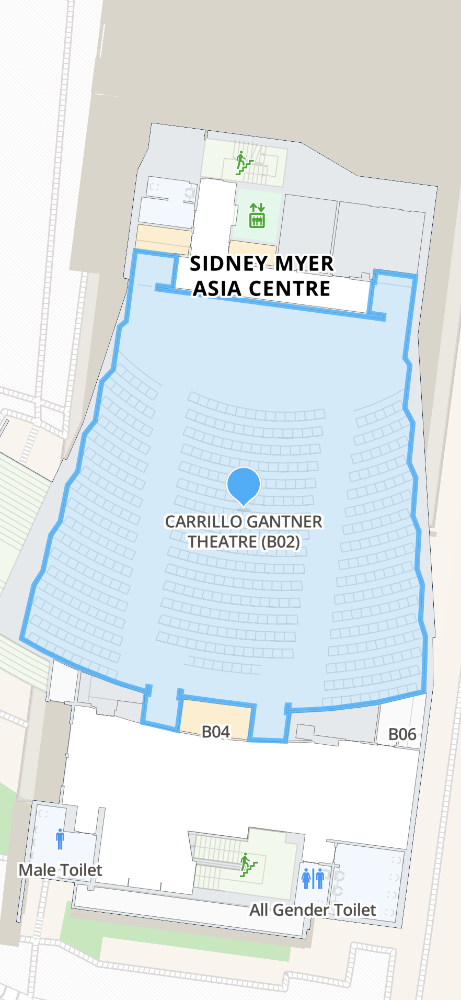 SIDNEY MYER
ASIA CENTRE
CARRILLO GANTNER
THEATRE (B02)
B04
B06
Male Toilet
All Gender Toilet